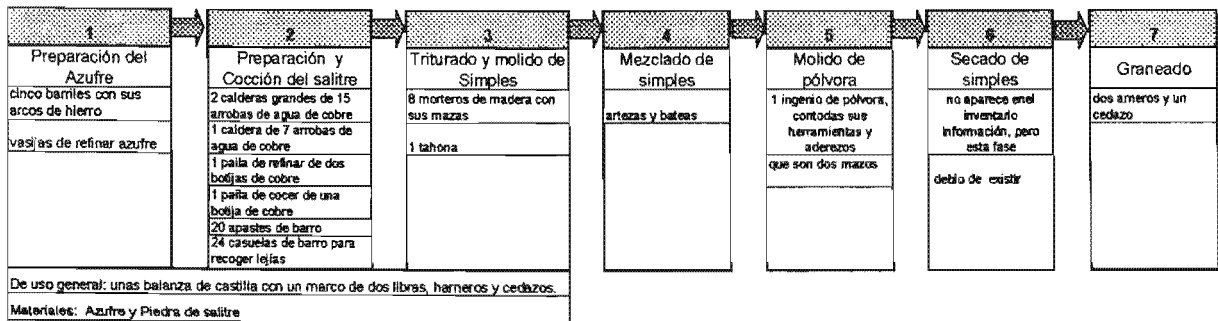 1
Preparación del
Azufre
cinco barriles con sus
arcos de hierro
vasijas de refinar azufre
2
Preparación y
Cocción del salitre
2 calderas grandes de 15
arrobas de agua de cobre
1 caldera de 7 arrobas de
agua de cobre
1 paila de refinar de dos
botijas de cobre
1 paila de cocer de una
botija de cobre
20 apastes de barro
24 casuelas de barro para
recoger lejías
3
Triturado y molido de
Simples
8 morteros de madera con
sus mazas
1 tahona
4
Mezclado de
simples
artezas y bateas
5
Molido de
pólvora
1 ingenio de pólvora,
contodas sus
herramientas y
aderezos
que son dos mazos
6
Secado de
simples
no aparece enel
inventario
información, pero
esta fase
debio de existir
7
Graneado
dos arneros y un
cedazo
De uso general: unas balanza de castilla con un marco de dos libras, harneros y cedazos.
Materiales: Azufre y Piedra de salitre